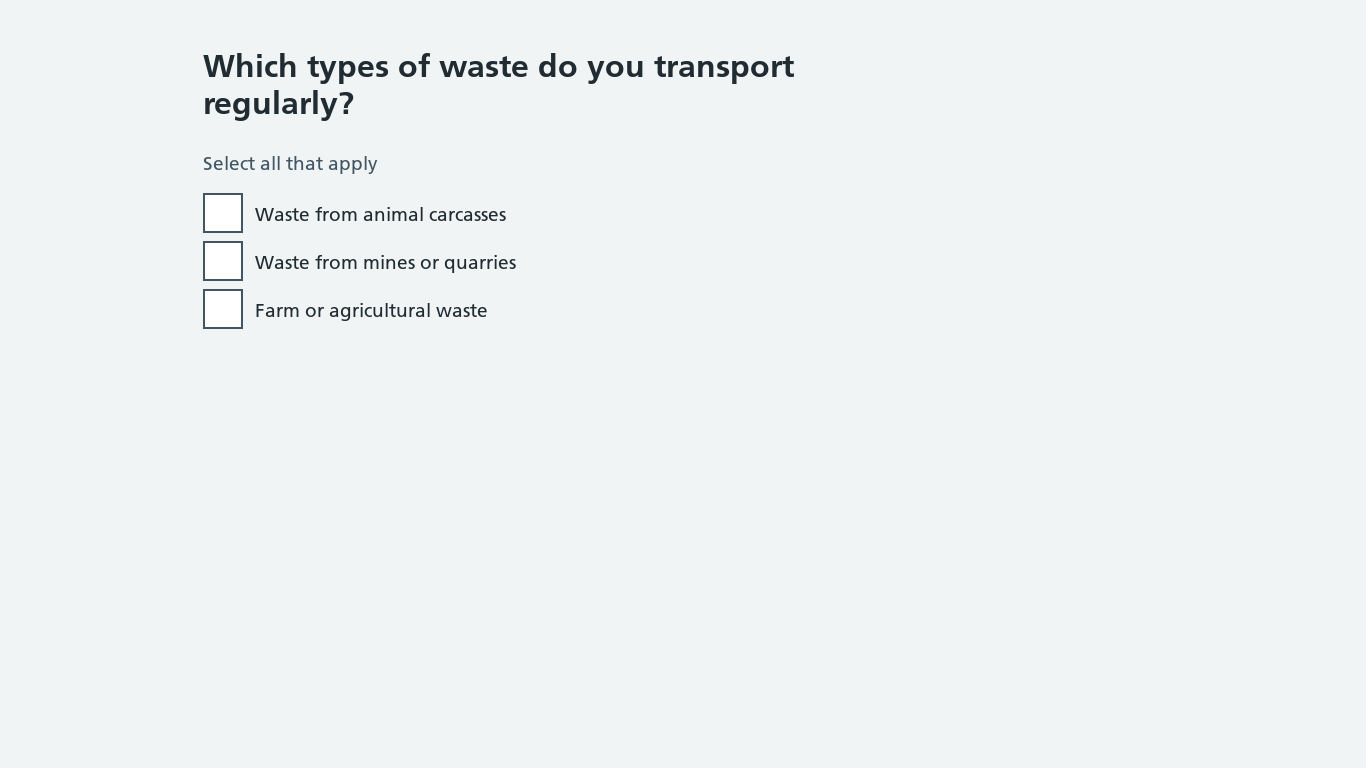 Which types of waste do you transport
regularly?
Select all that apply
Waste from animal carcasses
Waste from mines or quarries
Farm or agricultural waste